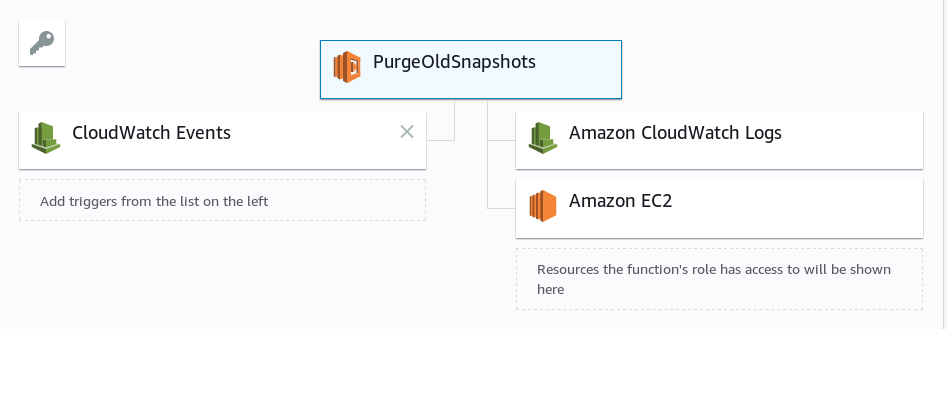 PurgeOldSnapshots
CloudWatch Events
Add triggers from the list on the left
Amazon CloudWatch Logs
Amazon EC2
Resources the function's role has access to will be shown
here